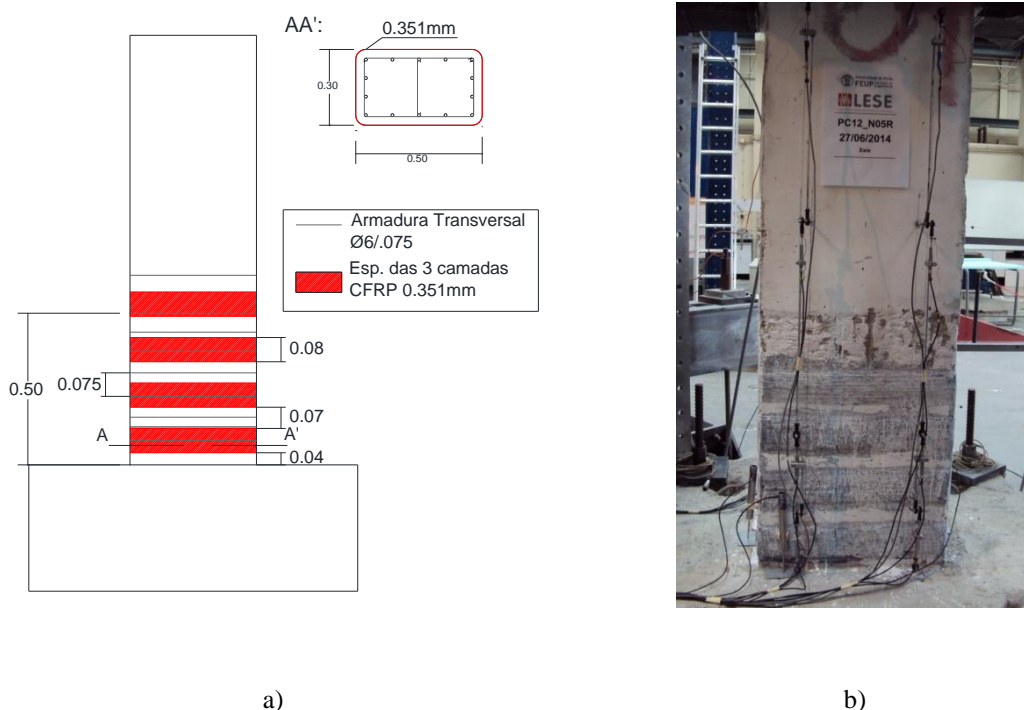 AA':
0.351mm
0.30
0.50
Armadura Transversal
Ø6/.075
Esp. das 3 camadas
CFRP 0.351mm
0.08
0.075
0.50
0.07
A
A'
0.04
FEUP
LESE
PC12_N05R
27/06/2014
a)
b)